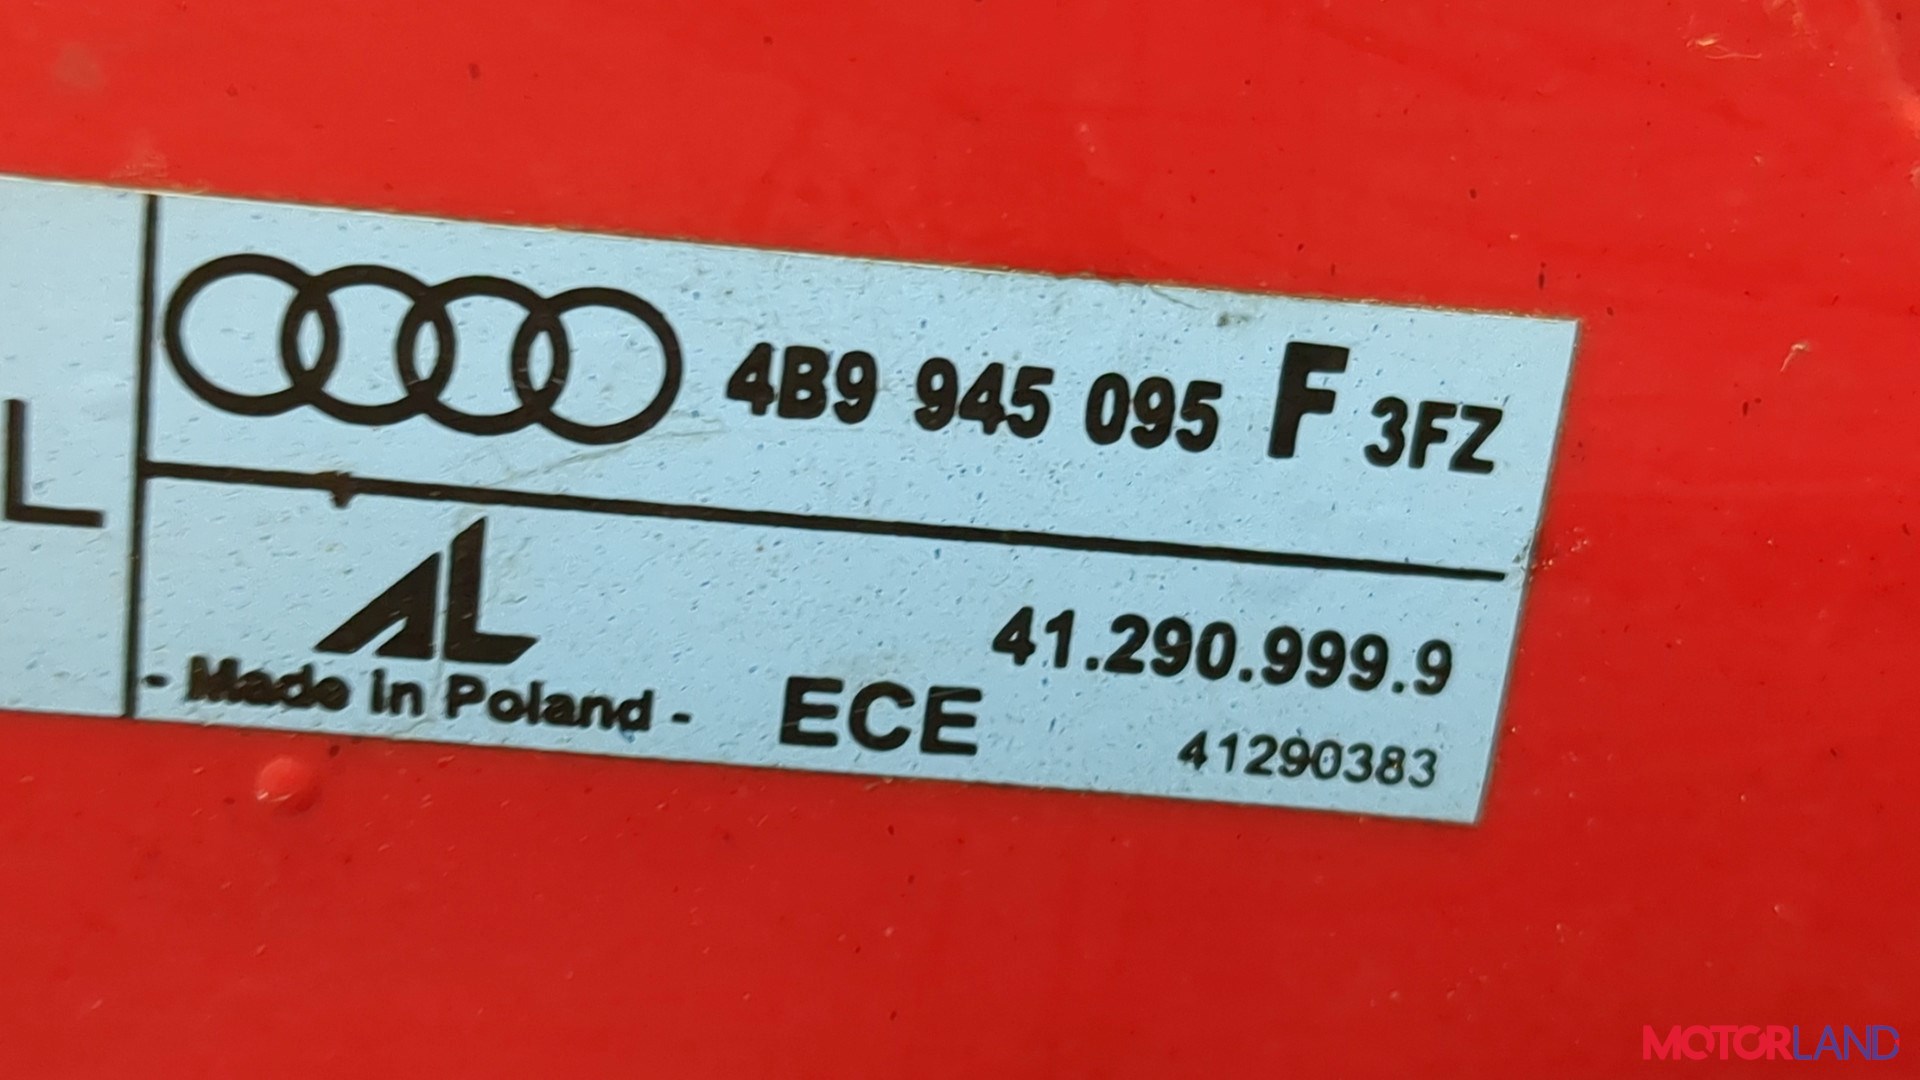 L
4B9 945 095 F 3FZ
AL
41.290.999.9
- Made in Poland -
ECE
41290383
MOTORLAND